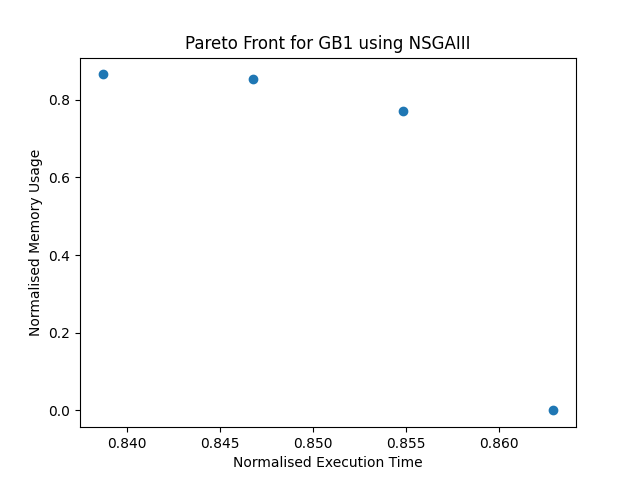 Pareto Front for GB1 using NSGAIII
Normalised Memory Usage
0.8
0.6
0.4
0.2
0.0
0.840 0.845 0.850 0.855 0.860
Normalised Execution Time